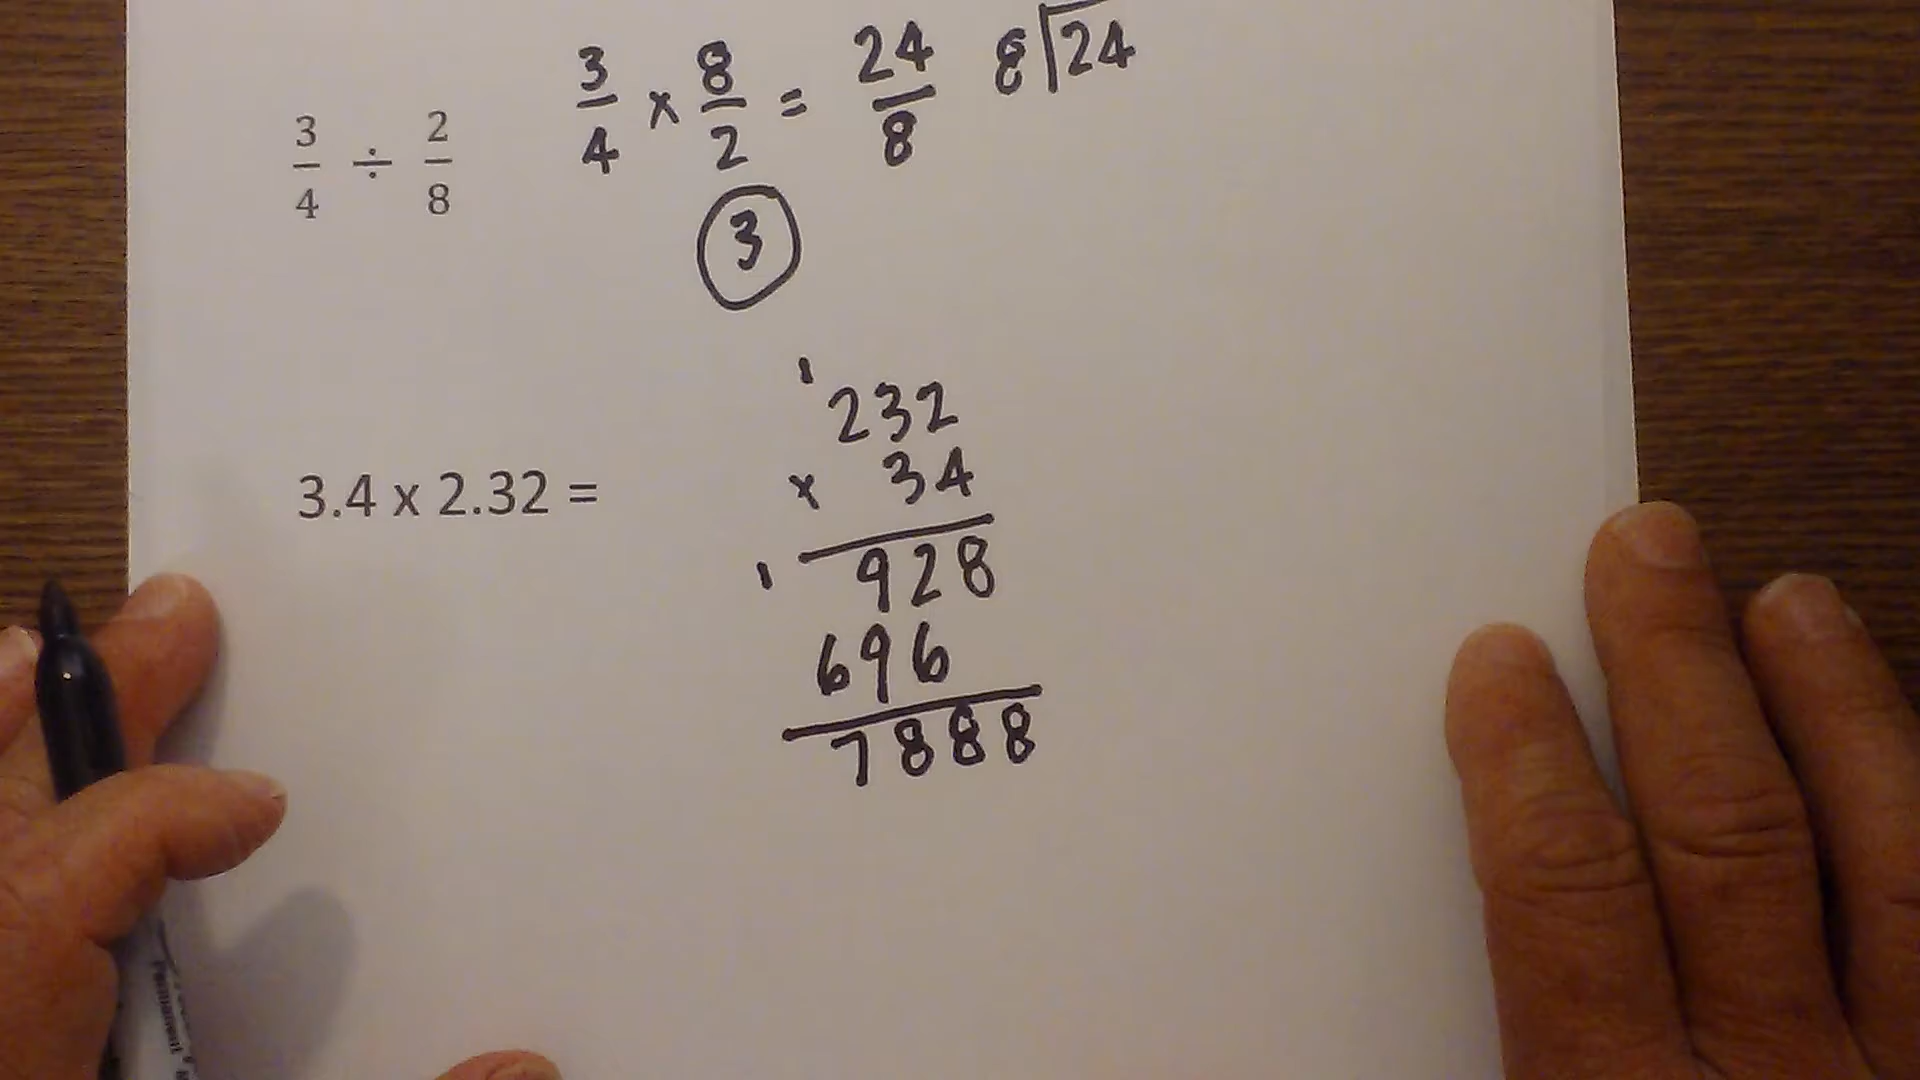 3/4 ÷ 2/8
3/4 x 8/2 = 24/8 8⟌24
3
1
232
x 34
1 928
696
7888
3.4 x 2.32 =
Permanent